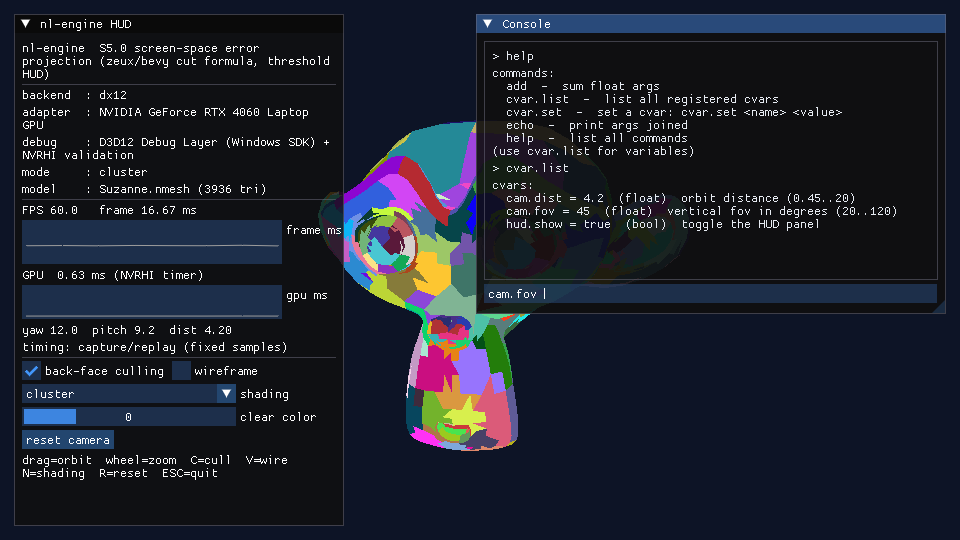 nl-engine HUD
nl-engine  S5.0 screen-space error
projection (zeux/bevy cut formula, threshold
HUD)
backend  : dx12
adapter  : NVIDIA GeForce RTX 4060 Laptop
GPU
debug    : D3D12 Debug Layer (Windows SDK) +
NVRHI validation
mode     : cluster
model    : Suzanne.nmesh (3936 tri)
FPS 60.0   frame 16.67 ms
frame ms
GPU  0.63 ms (NVRHI timer)
gpu ms
yaw 12.0  pitch 9.2  dist 4.20
timing: capture/replay (fixed samples)
back-face culling  wireframe
cluster  shading
0  clear color
reset camera
drag=orbit  wheel=zoom  C=cull  V=wire
N=shading  R=reset  ESC=quit
Console
> help
commands:
add  -  sum float args
cvar.list  -  list all registered cvars
cvar.set  -  set a cvar: cvar.set <name> <value>
echo  -  print args joined
help  -  list all commands
(use cvar.list for variables)
> cvar.list
cvars:
cam.dist = 4.2  (float)  orbit distance (0.45..20)
cam.fov = 45  (float)  vertical fov in degrees (20..120)
hud.show = true  (bool)  toggle the HUD panel
cam.fov